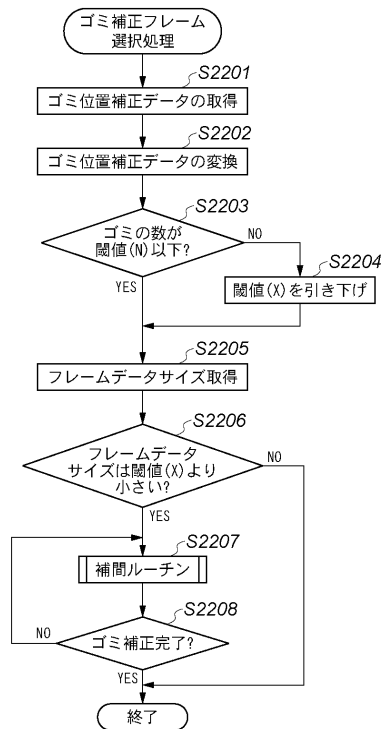 ゴミ補正フレーム
選択処理
S2201
ゴミ位置補正データの取得
S2202
ゴミ位置補正データの変換
S2203
ゴミの数が
閾値(N)以下?
NO
YES
S2204
閾値(X)を引き下げ
S2205
フレームデータサイズ取得
S2206
フレームデータ
サイズは閾値(X)より
小さい?
NO
YES
S2207
補間ルーチン
S2208
ゴミ補正完了?
NO
YES
終了